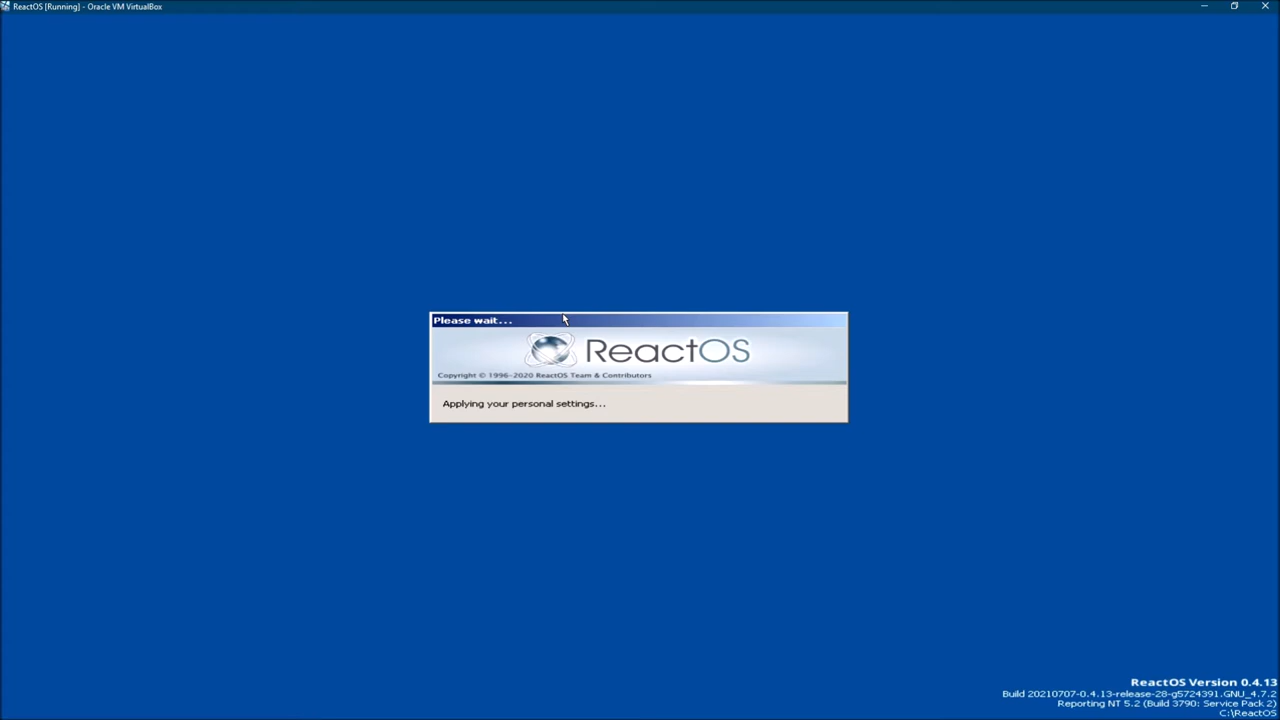 ReactOS [Running] - Oracle VM VirtualBox
Please wait...
ReactOS
Copyright © 1996-2020 ReactOS Team & Contributors
Applying your personal settings...
ReactOS Version 0.4.13
Build 20210707-0.4.13-release-28-g5724391.GNU_4.7.2
Reporting NT 5.2 (Build 3790: Service Pack 2)
C:\ReactOS